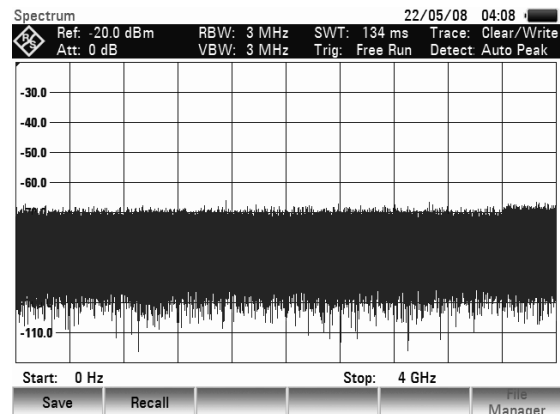 Spectrum 22/05/08 04:08
R&S Ref: -20.0 dBm RBW: 3 MHz SWT: 134 ms Trace: Clear/Write
Att: 0 dB VBW: 3 MHz Trig: Free Run Detect: Auto Peak
-30.0
-40.0
-50.0
-60.0
-110.0
Start: 0 Hz Stop: 4 GHz
Save Recall File
Manager